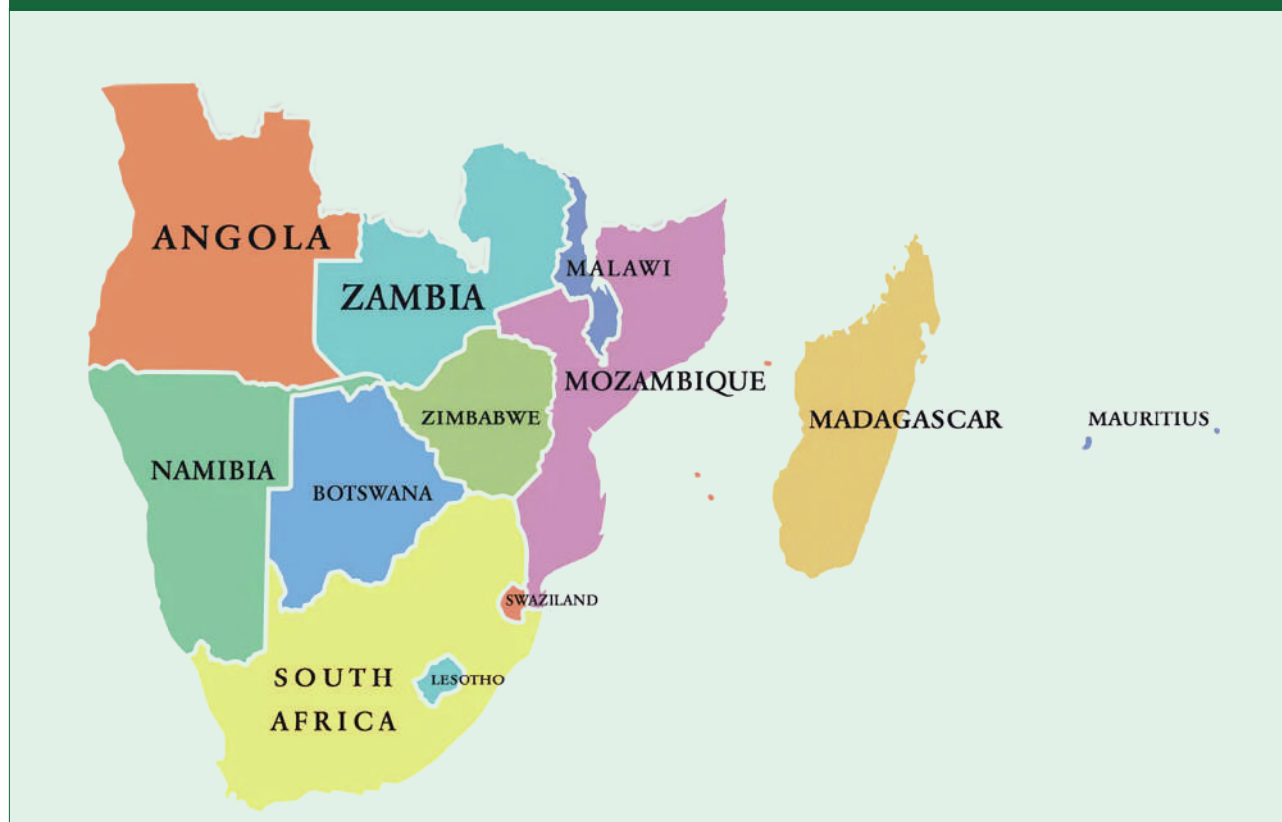 ANGOLA
MALAWI
ZAMBIA
MOZAMBIQUE
ZIMBABWE
MADAGASCAR
MAURITIUS
NAMIBIA
BOTSWANA
SWAZILAND
SOUTH
AFRICA
LESOTHO